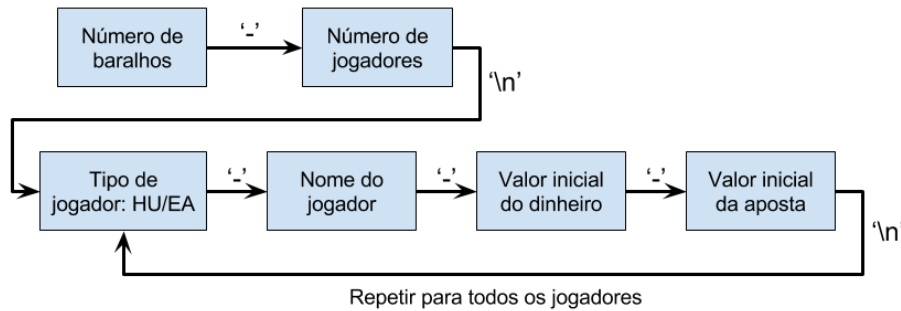 Número de
baralhos
‘-’
Número de
jogadores
‘\n’
Tipo de
jogador: HU/EA
‘-’
Nome do
jogador
‘-’
Valor inicial
do dinheiro
‘-’
Valor inicial
da aposta
‘\n’
Repetir para todos os jogadores